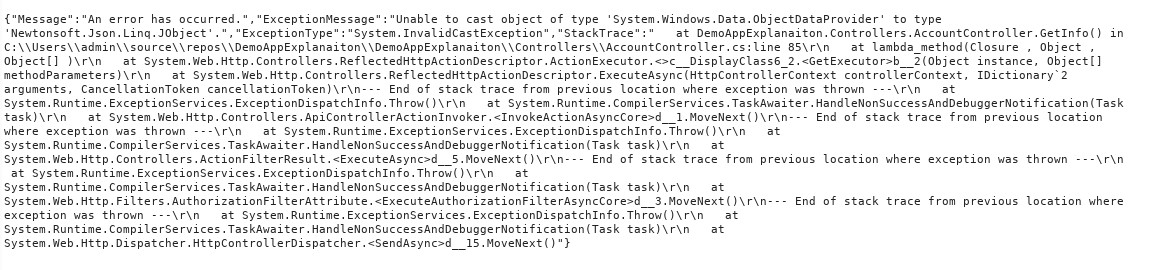 {"Message":"An error has occurred.","ExceptionMessage":"Unable to cast object of type 'System.Windows.Data.ObjectDataProvider' to type
'Newtonsoft.Json.Linq.JObject'.","ExceptionType":"System.InvalidCastException","StackTrace":"   at DemoAppExplanaiton.Controllers.AccountController.GetInfo() in
C:\\Users\\admin\\source\\repos\\DemoAppExplanaiton\\DemoAppExplanaiton\\Controllers\\AccountController.cs:line 85\r\n   at lambda_method(Closure , Object ,
Object[] )\r\n   at System.Web.Http.Controllers.ReflectedHttpActionDescriptor.ActionExecutor.<>c__DisplayClass6_2.<GetExecutor>b__2(Object instance, Object[]
methodParameters)\r\n   at System.Web.Http.Controllers.ReflectedHttpActionDescriptor.ExecuteAsync(HttpControllerContext controllerContext, IDictionary`2
arguments, CancellationToken cancellationToken)\r\n--- End of stack trace from previous location where exception was thrown ---\r\n   at
System.Runtime.ExceptionServices.ExceptionDispatchInfo.Throw()\r\n   at System.Runtime.CompilerServices.TaskAwaiter.HandleNonSuccessAndDebuggerNotification(Task
task)\r\n   at System.Web.Http.Controllers.ApiControllerActionInvoker.<InvokeActionAsyncCore>d__1.MoveNext()\r\n--- End of stack trace from previous location
where exception was thrown ---\r\n   at System.Runtime.ExceptionServices.ExceptionDispatchInfo.Throw()\r\n   at
System.Runtime.CompilerServices.TaskAwaiter.HandleNonSuccessAndDebuggerNotification(Task task)\r\n   at
System.Web.Http.Controllers.ActionFilterResult.<ExecuteAsync>d__5.MoveNext()\r\n--- End of stack trace from previous location where exception was thrown ---\r\n
 at System.Runtime.ExceptionServices.ExceptionDispatchInfo.Throw()\r\n   at
System.Runtime.CompilerServices.TaskAwaiter.HandleNonSuccessAndDebuggerNotification(Task task)\r\n   at
System.Web.Http.Filters.AuthorizationFilterAttribute.<ExecuteAuthorizationFilterAsyncCore>d__3.MoveNext()\r\n--- End of stack trace from previous location where
exception was thrown ---\r\n   at System.Runtime.ExceptionServices.ExceptionDispatchInfo.Throw()\r\n   at
System.Runtime.CompilerServices.TaskAwaiter.HandleNonSuccessAndDebuggerNotification(Task task)\r\n   at
System.Web.Http.Dispatcher.HttpControllerDispatcher.<SendAsync>d__15.MoveNext()"}